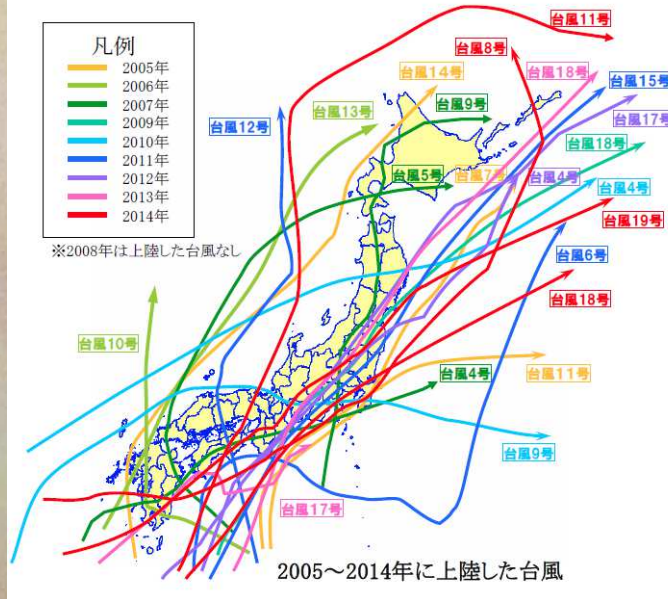 凡例
2005年
2006年
2007年
2009年
2010年
2011年
2012年
2013年
2014年
※2008年は上陸した台風なし
台風11号
台風8号
台風14号
台風18号
台風15号
台風9号
台風17号
台風13号
台風12号
台風18号
台風5号
台風7号
台風4号
台風4号
台風19号
台風6号
台風18号
台風10号
台風11号
台風4号
台風9号
台風17号
2005～2014年に上陸した台風